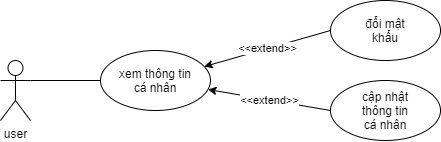 đổi mật
khẩu
<<extend>>
xem thông tin
cá nhân
<<extend>>
cập nhật
thông tin
cá nhân
user